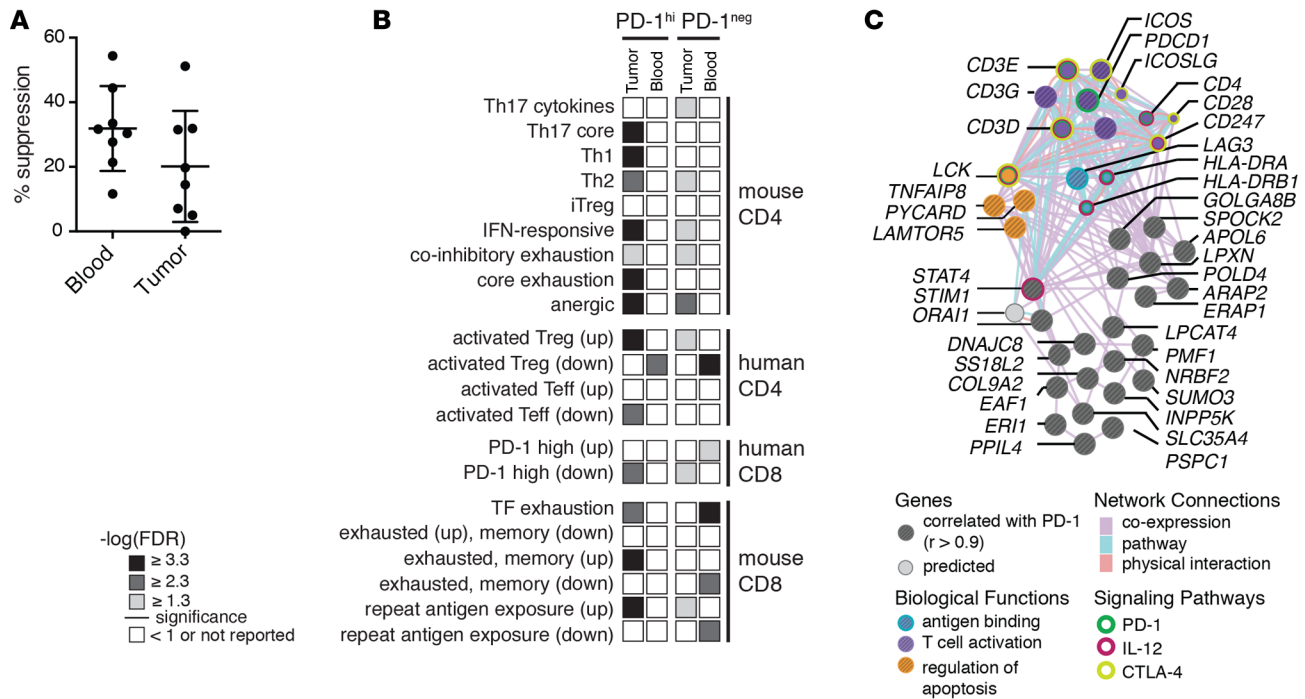 A
% suppression
60
40
20
0
Blood
Tumor
-log(FDR)
≥ 3.3
≥ 2.3
≥ 1.3
significance
< 1 or not reported
B
PD-1hi PD-1neg
Tumor Blood Tumor Blood
Th17 cytokines
Th17 core
Th1
Th2
iTreg
IFN-responsive
co-inhibitory exhaustion
core exhaustion
anergic
mouse
CD4
activated Treg (up)
activated Treg (down)
activated Teff (up)
activated Teff (down)
human
CD4
PD-1 high (up)
PD-1 high (down)
human
CD8
TF exhaustion
exhausted (up), memory (down)
exhausted, memory (up)
exhausted, memory (down)
repeat antigen exposure (up)
repeat antigen exposure (down)
mouse
CD8
C
CD3E
CD3G
CD3D
LCK
TNFAIP8
PYCARD
LAMTOR5
STAT4
STIM1
ORAI1
DNAJC8
SS18L2
COL9A2
EAF1
ERI1
PPIL4
ICOS
PDCD1
ICOSLG
CD4
CD28
CD247
LAG3
HLA-DRA
HLA-DRB1
GOLGA8B
SPOCK2
APOL6
LPXN
POLD4
ARAP2
ERAP1
LPCAT4
PMF1
NRBF2
SUMO3
INPP5K
SLC35A4
PSPC1
Genes
correlated with PD-1
(r > 0.9)
predicted
Network Connections
co-expression
pathway
physical interaction
Biological Functions
antigen binding
T cell activation
regulation of
apoptosis
Signaling Pathways
PD-1
IL-12
CTLA-4